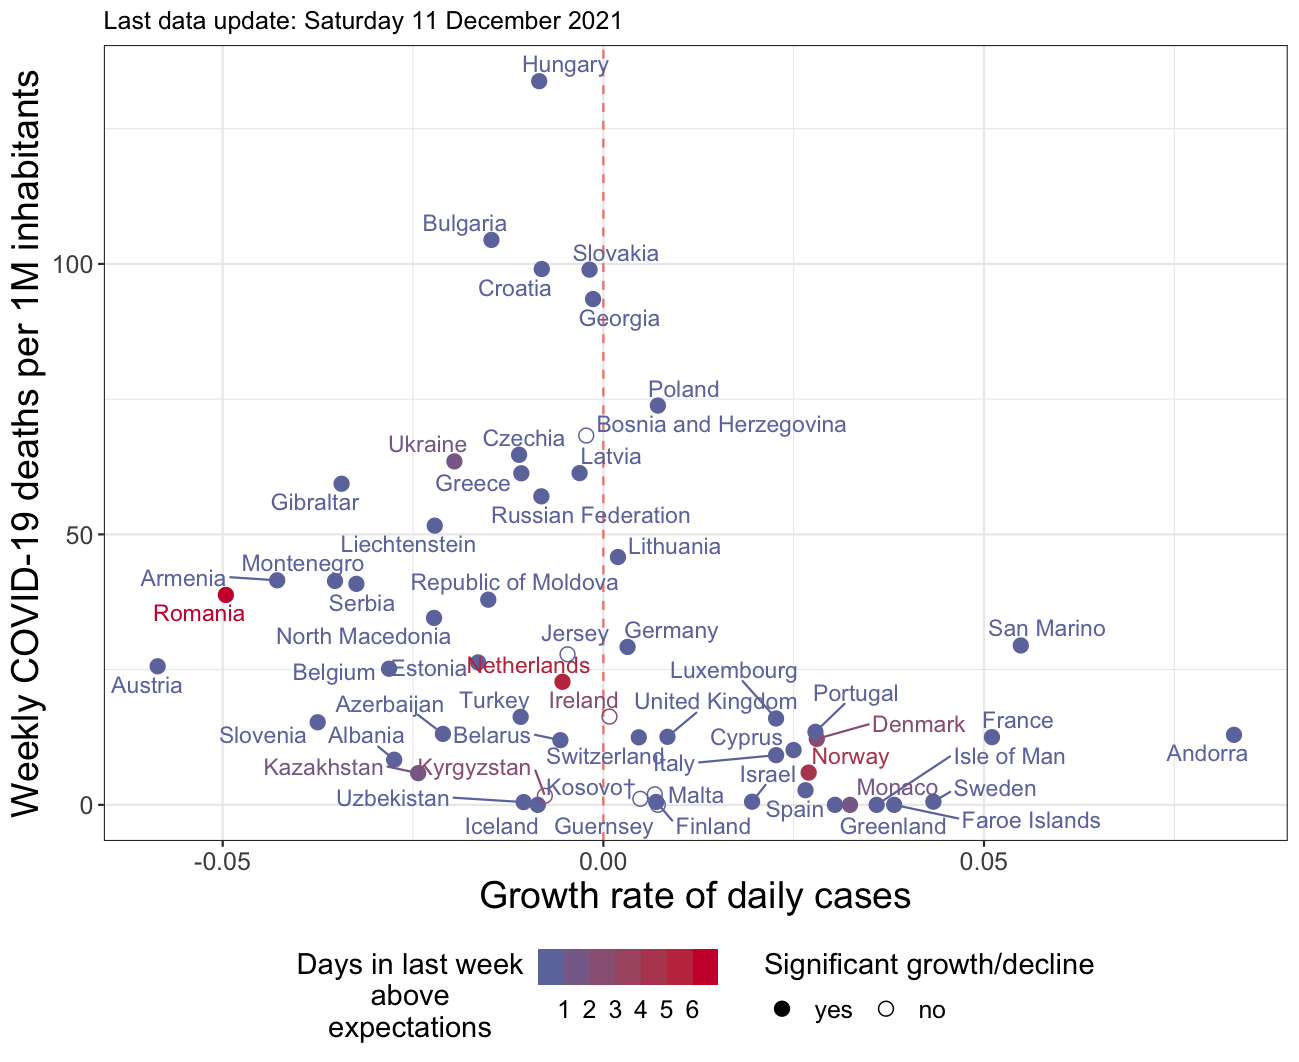 Last data update: Saturday 11 December 2021
Weekly COVID-19 deaths per 1M inhabitants
Hungary
Bulgaria
Slovakia
100
Croatia
Georgia
Poland
Bosnia and Herzegovina
Czechia
Ukraine
Latvia
Greece
Gibraltar
Russian Federation
50
Liechtenstein
Lithuania
Montenegro
Armenia
Republic of Moldova
Serbia
Romania
San Marino
Germany
Jersey
North Macedonia
Netherlands
Estonia
Belgium
Luxembourg
Austria
Portugal
Turkey
Ireland
United Kingdom
Azerbaijan
France
Denmark
Slovenia
Albania
Belarus
Cyprus
Andorra
Switzerland
Norway
Isle of Man
Italy
Kazakhstan
Kyrgyzstan
Israel
Kosovo†
Monaco
Sweden
Malta
Uzbekistan
0
Spain
Faroe Islands
Iceland
Guernsey
Finland
Greenland
-0.05
0.00
0.05
Growth rate of daily cases
Days in last week
above
expectations
1 2 3 4 5 6
Significant growth/decline
yes
no